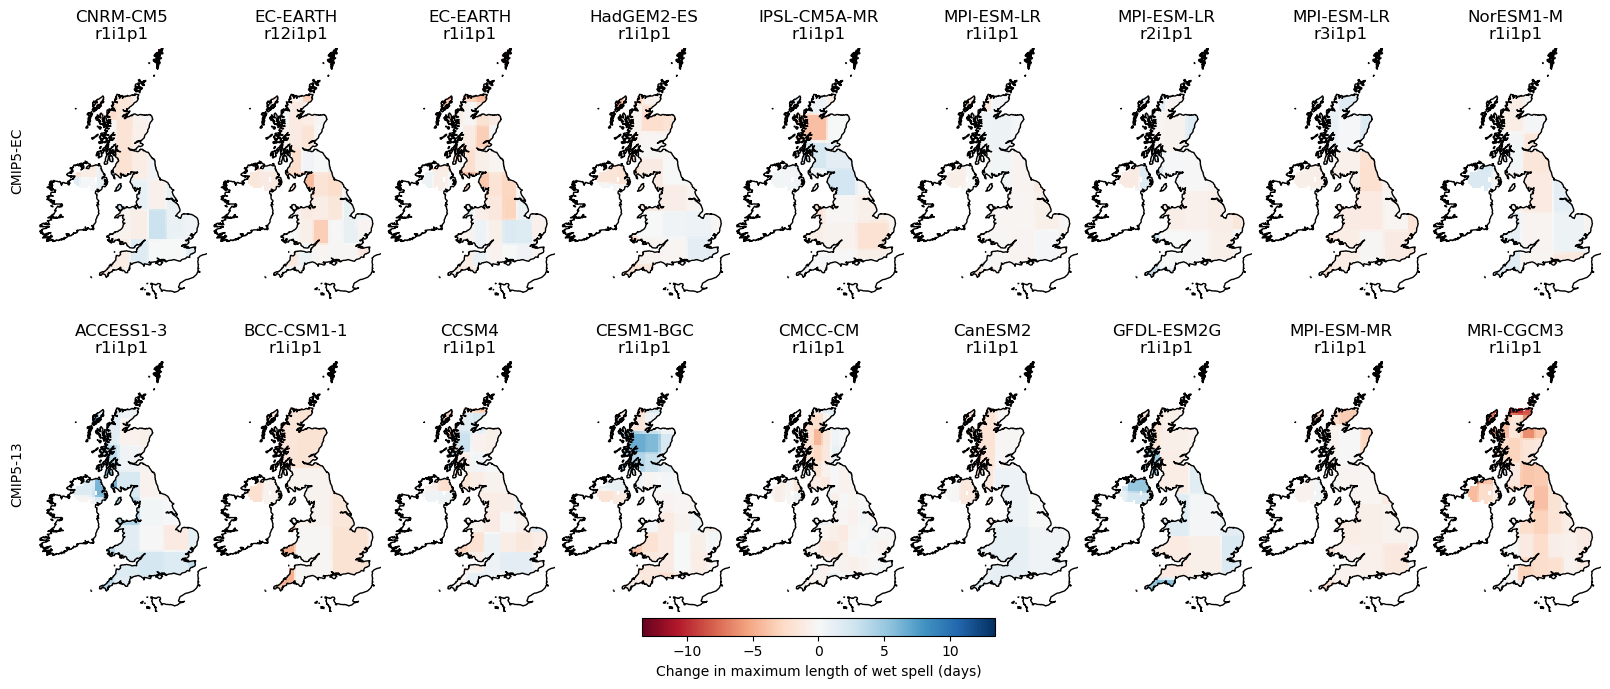 CNRM-CM5
r1i1p1
EC-EARTH
r12i1p1
EC-EARTH
r1i1p1
HadGEM2-ES
r1i1p1
IPSL-CM5A-MR
r1i1p1
MPI-ESM-LR
r1i1p1
MPI-ESM-LR
r2i1p1
MPI-ESM-LR
r3i1p1
NorESM1-M
r1i1p1
CMIP5-EC
ACCESS1-3
r1i1p1
BCC-CSM1-1
r1i1p1
CCSM4
r1i1p1
CESM1-BGC
r1i1p1
CMCC-CM
r1i1p1
CanESM2
r1i1p1
GFDL-ESM2G
r1i1p1
MPI-ESM-MR
r1i1p1
MRI-CGCM3
r1i1p1
CMIP5-13
−10 −5 0 5 10
Change in maximum length of wet spell (days)